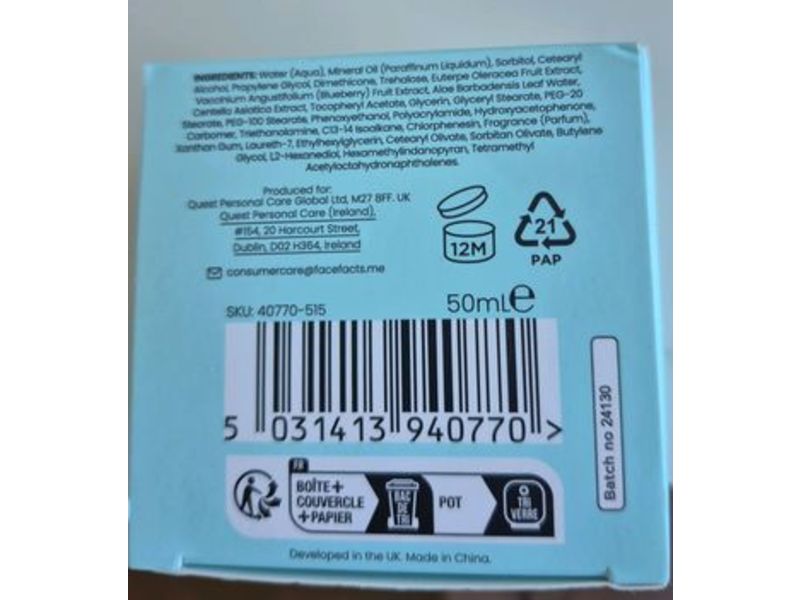 INGREDIENTS: Water (Aqua), Mineral Oil (Paraffinum Liquidum), Sorbitol, Cetearyl
Alcohol, Propylene Glycol, Dimethicone, Trehalose, Euterpe Oleracea Fruit Extract,
Vaccinium Angustifolium (Blueberry) Fruit Extract, Aloe Barbadensis Leaf Water,
Centella Asiatica Extract, Tocopheryl Acetate, Glycerin, Glyceryl Stearate, PEG-20
Stearate, PEG-100 Stearate, Phenoxyethanol, Polyacrylamide, Hydroxyacetophenone,
Carbomer, Triethanolamine, C13-14 Isoalkane, Chlorphenesin, Fragrance (Parfum),
Xanthan Gum, Laureth-7, Ethylhexylglycerin, Cetearyl Olivate, Sorbitan Olivate, Butylene
Glycol, 1,2-Hexanediol, Hexamethylindanopyran, Tetramethyl
Acetyloctahydronaphthalenes.
Produced for:
Quest Personal Care Global Ltd, M27 8FF. UK
Quest Personal Care (Ireland),
#154, 20 Harcourt Street,
Dublin, D02 H364, Ireland
consumercare@facefacts.me
12M
21
PAP
SKU: 40770-515
50mLe
5 031413 940770 >
Batch no 24130
FR
BOÎTE+
COUVERCLE
+PAPIER
BAC
DE
TRI
POT
TRI
VERRE
Developed in the UK. Made in China.